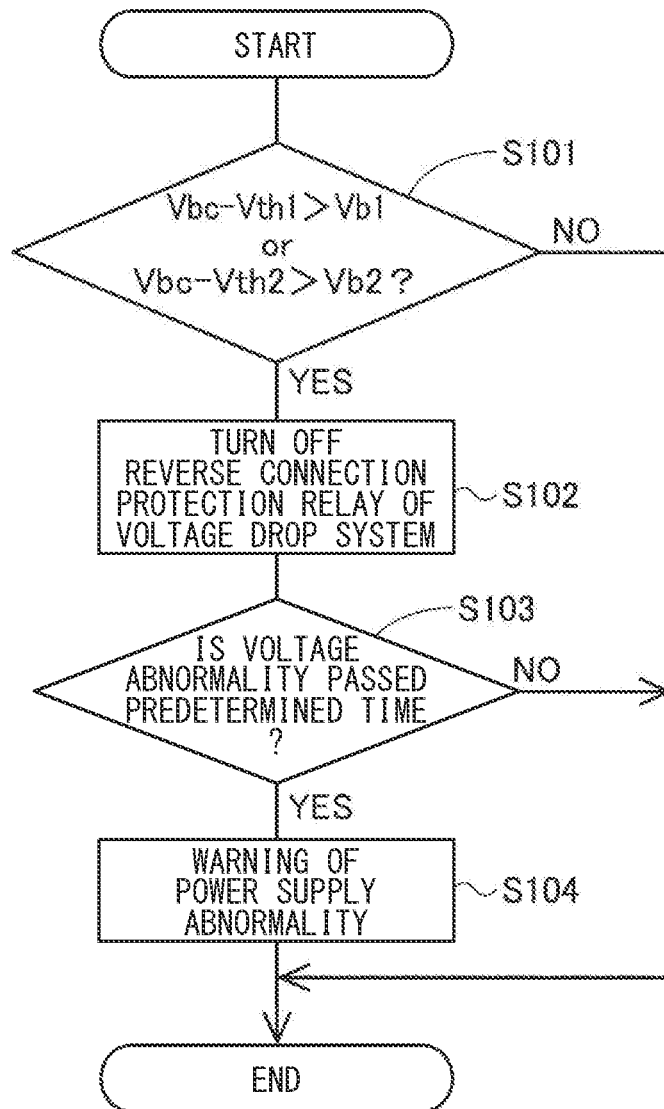 START
S101
Vbc-Vth1>Vb1
or
Vbc-Vth2>Vb2?
NO
YES
TURN OFF
REVERSE CONNECTION
PROTECTION RELAY OF
VOLTAGE DROP SYSTEM
S102
S103
IS VOLTAGE
ABNORMALITY PASSED
PREDETERMINED TIME
?
NO
YES
WARNING OF
POWER SUPPLY
ABNORMALITY
S104
END